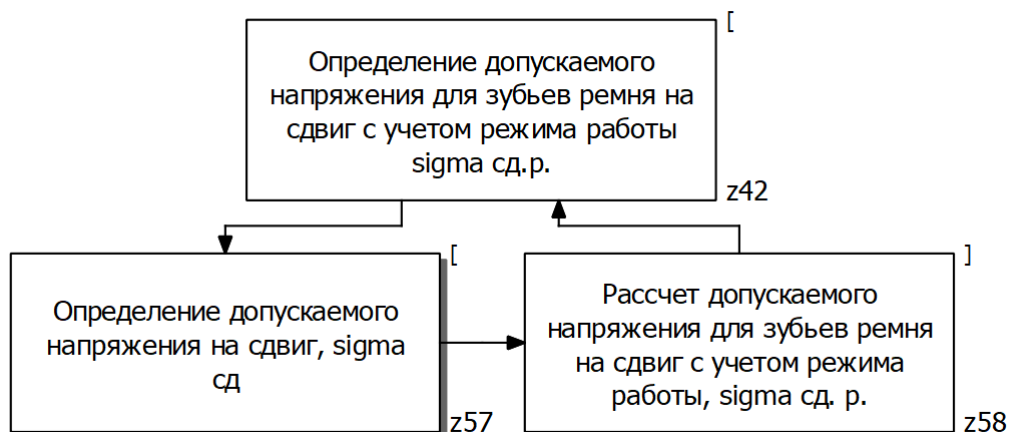 [
Определение допускаемого
напряжения для зубьев ремня на
сдвиг с учетом режима работы
sigma сд.р.
z42
[
Определение допускаемого
напряжения на сдвиг, sigma
сд
z57
]
Рассчет допускаемого
напряжения для зубьев ремня
на сдвиг с учетом режима
работы, sigma сд. р.
z58